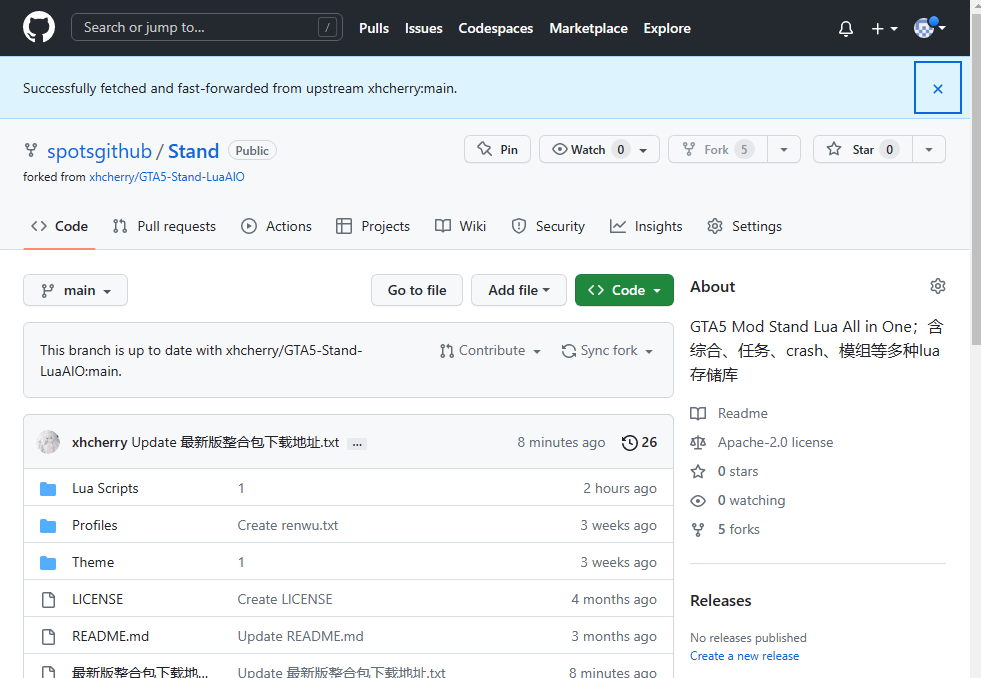 Search or jump to... /
Pulls Issues Codespaces Marketplace Explore
Successfully fetched and fast-forwarded from upstream xhcherry:main.
spotsgithub / Stand Public
Pin
Watch 0
Fork 5
Star 0
forked from xhcherry/GTA5-Stand-LuaAIO
Code Pull requests Actions Projects Wiki Security Insights Settings
main
Go to file
Add file
Code
This branch is up to date with xhcherry/GTA5-Stand-
LuaAIO:main.
Contribute
Sync fork
xhcherry Update 最新版整合包下载地址.txt ... 8 minutes ago 26
Lua Scripts 1 2 hours ago
Profiles Create renwu.txt 3 weeks ago
Theme 1 3 weeks ago
LICENSE Create LICENSE 4 months ago
README.md Update README.md 3 months ago
最新版整合包下载地... Update 最新版整合包下载地址.txt 8 minutes ago
About
GTA5 Mod Stand Lua All in One；含
综合、任务、crash、模组等多种lua
存储库
Readme
Apache-2.0 license
0 stars
0 watching
5 forks
Releases
No releases published
Create a new release